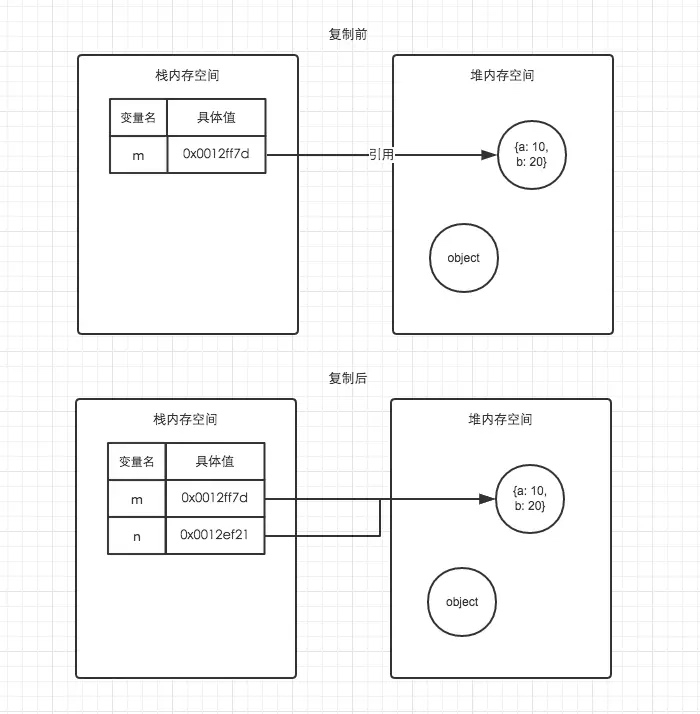 复制前
栈内存空间
堆内存空间
变量名 具体值
m 0x0012ff7d
引用
{a: 10,
b: 20}
object
复制后
栈内存空间
堆内存空间
变量名 具体值
m 0x0012ff7d
n 0x0012ef21
{a: 10,
b: 20}
object